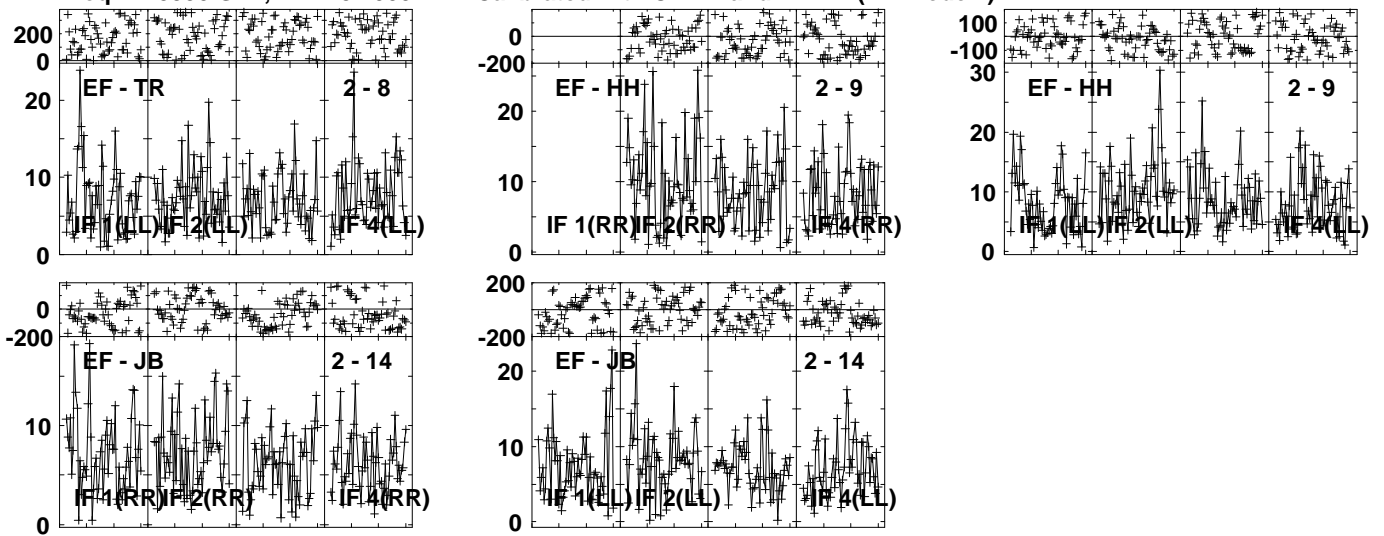 200
0
EF - TR
2 - 8
20
10
IF 1(LL)
IF 2(LL)
IF 4(LL)
0
0
-200
EF - HH
2 - 9
20
10
IF 1(RR)
IF 2(RR)
IF 4(RR)
0
100
-100
30
EF - HH
2 - 9
20
10
IF 1(LL)
IF 2(LL)
IF 4(LL)
0
0
-200
EF - JB
2 - 14
10
IF 1(RR)
IF 2(RR)
IF 4(RR)
0
200
0
-200
EF - JB
2 - 14
20
10
IF 1(LL)
IF 2(LL)
IF 4(LL)
0